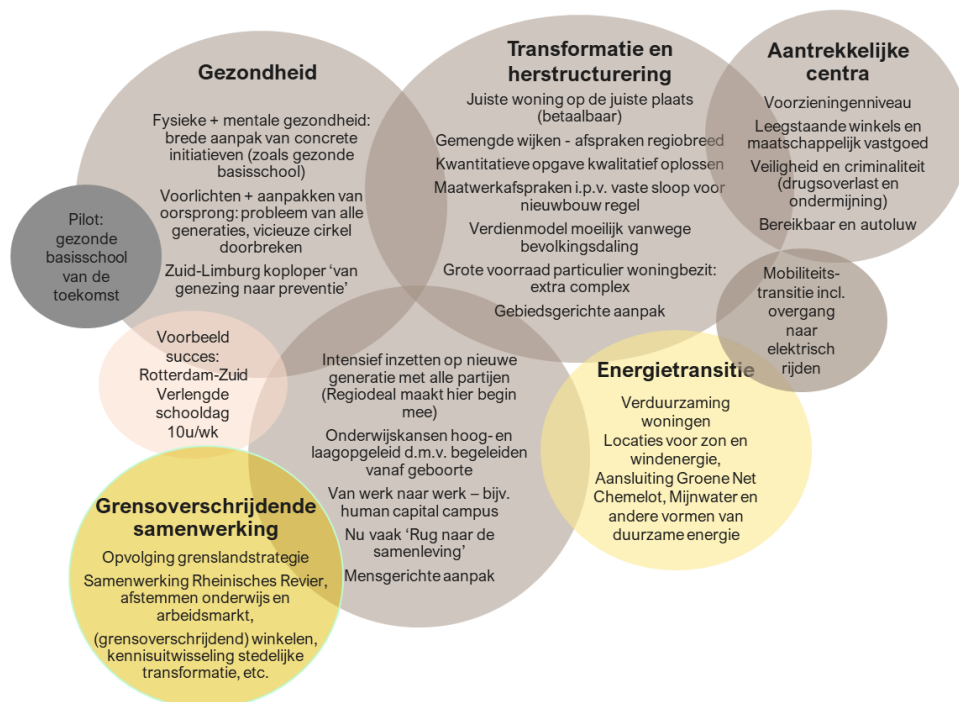 Gezondheid
Fysieke + mentale gezondheid:
brede aanpak van concrete
initiatieven (zoals gezonde
basisschool)
Voorlichten + aanpakken van
oorsprong: probleem van alle
generaties, vicieuze cirkel
doorbreken
Zuid-Limburg koploper ‘van
genezing naar preventie’
Transformatie en
herstructurering
Juiste woning op de juiste plaats
(betaalbaar)
Gemengde wijken - afspraken regiobreed
Kwantitatieve opgave kwalitatief oplossen
Maatwerkafspraken i.p.v. vaste sloop voor
nieuwbouw regel
Verdienmodel moeilijk vanwege
bevolkingsdaling
Grote voorraad particulier woningbezit:
extra complex
Gebiedsgerichte aanpak
Aantrekkelijke
centra
Voorzieningenniveau
Leegstaande winkels en
maatschappelijk vastgoed
Veiligheid en criminaliteit
(drugsoverlast en
ondermijning)
Bereikbaar en autoluw
Pilot:
gezonde
basisschool
van de
toekomst
Mobiliteits-
transitie incl.
overgang
naar
elektrisch
rijden
Voorbeeld
succes:
Rotterdam-Zuid
Verlengde
schooldag
10u/wk
Intensief inzetten op nieuwe
generatie met alle partijen
(Regiodeal maakt hier begin
mee)
Onderwijskansen hoog- en
laagopgeleid d.m.v. begeleiden
vanaf geboorte
Van werk naar werk – bijv.
human capital campus
Nu vaak ‘Rug naar de
samenleving’
Mensgerichte aanpak
Energietransitie
Verduurzaming
woningen
Locaties voor zon en
windenergie,
Aansluiting Groene Net
Chemelot, Mijnwater en
andere vormen van
duurzame energie
Grensoverschrijdende
samenwerking
Opvolging grenslandstrategie
Samenwerking Rheinisches Revier,
afstemmen onderwijs en
arbeidsmarkt,
(grensoverschrijdend) winkelen,
kennisuitwisseling stedelijke
transformatie, etc.